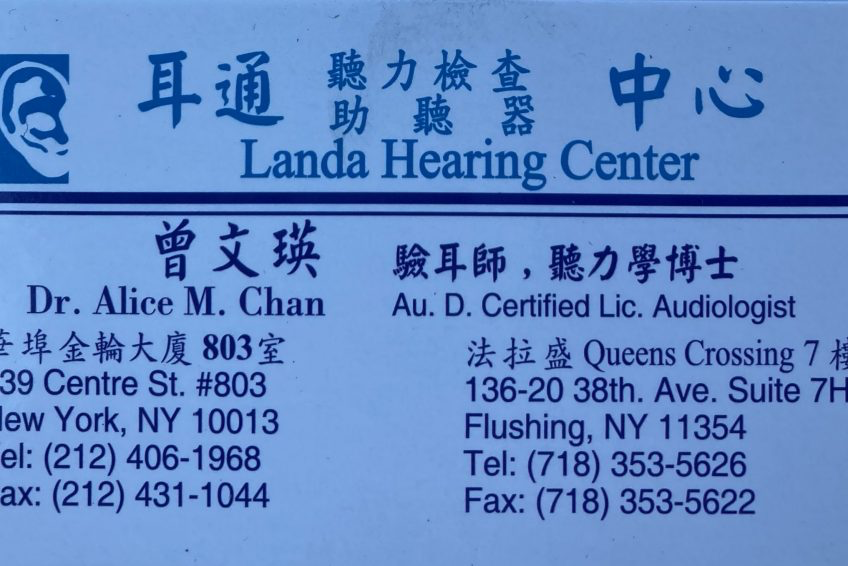 耳通 聽力檢查 中心
助聽器
Landa Hearing Center
曾文瑛 驗耳師，聽力學博士
Dr. Alice M. Chan Au. D. Certified Lic. Audiologist
華埠金輪大廈 803室
39 Centre St. #803
New York, NY 10013
Tel: (212) 406-1968
Fax: (212) 431-1044
法拉盛 Queens Crossing 7 樓
136-20 38th. Ave. Suite 7H
Flushing, NY 11354
Tel: (718) 353-5626
Fax: (718) 353-5622